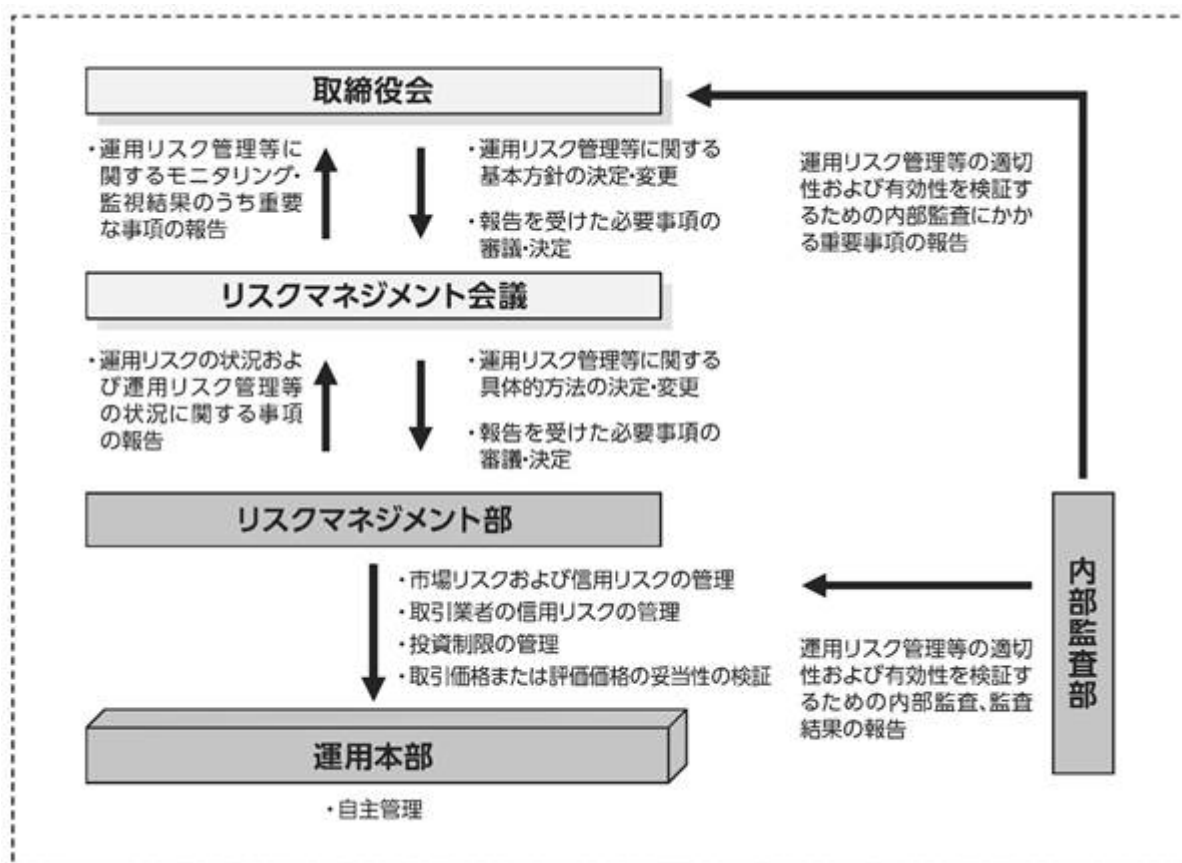 取締役会
・運用リスク管理等に
関するモニタリング・
監視結果のうち重要
な事項の報告
・運用リスク管理等に関する
基本方針の決定・変更
・報告を受けた必要事項の
審議・決定
運用リスク管理等の適切
性および有効性を検証す
るための内部監査にかか
る重要事項の報告
リスクマネジメント会議
・運用リスクの状況およ
び運用リスク管理等
の状況に関する事項
の報告
・運用リスク管理等に関する
具体的方法の決定・変更
・報告を受けた必要事項の
審議・決定
リスクマネジメント部
・市場リスクおよび信用リスクの管理
・取引業者の信用リスクの管理
・投資制限の管理
・取引価格または評価価格の妥当性の検証
運用リスク管理等の適切
性および有効性を検証す
るための内部監査、監査
結果の報告
内部監査部
運用本部
・自主管理